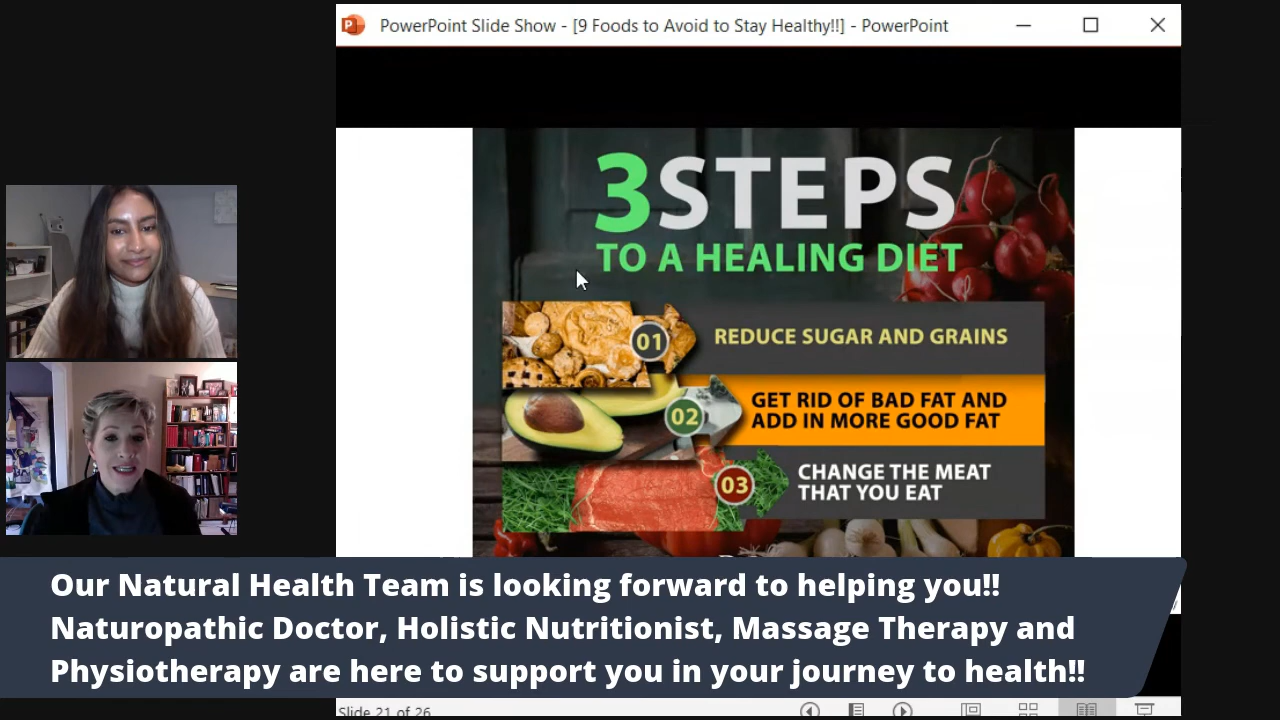 PowerPoint Slide Show - [9 Foods to Avoid to Stay Healthy!!] - PowerPoint
3 STEPS
TO A HEALING DIET
01
REDUCE SUGAR AND GRAINS
02
GET RID OF BAD FAT AND
ADD IN MORE GOOD FAT
03
CHANGE THE MEAT
THAT YOU EAT
Our Natural Health Team is looking forward to helping you!!
Naturopathic Doctor, Holistic Nutritionist, Massage Therapy and
Physiotherapy are here to support you in your journey to health!!
Slide 21 of 26